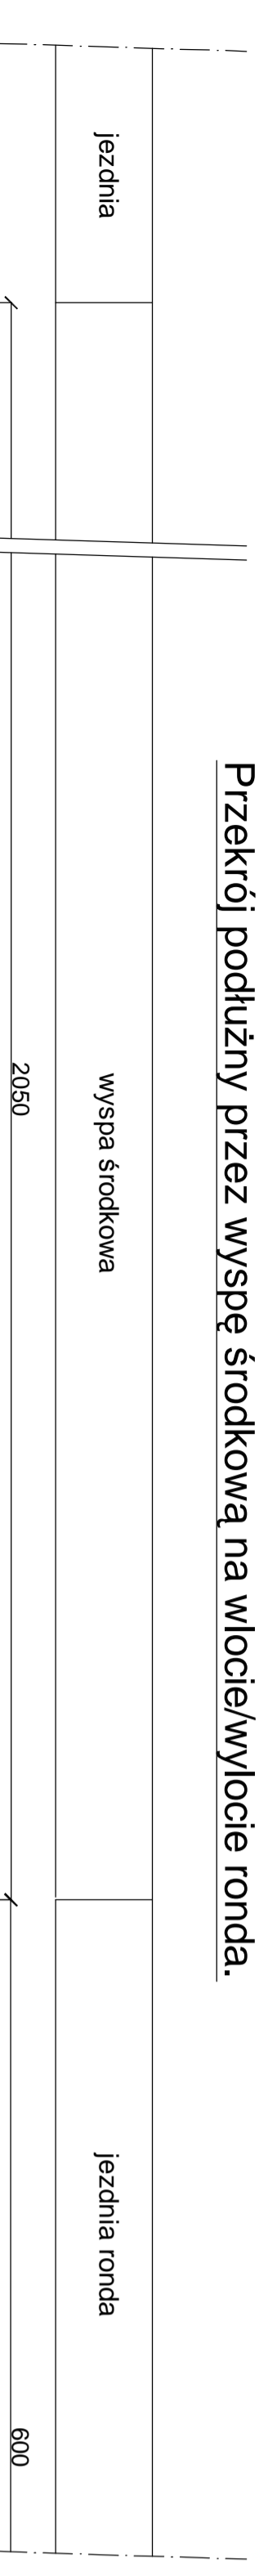 Przekrój podłużny przez wyspę środkową na wlocie/wylocie ronda.
jezdnia
wyspa środkowa
jezdnia ronda
2050
600